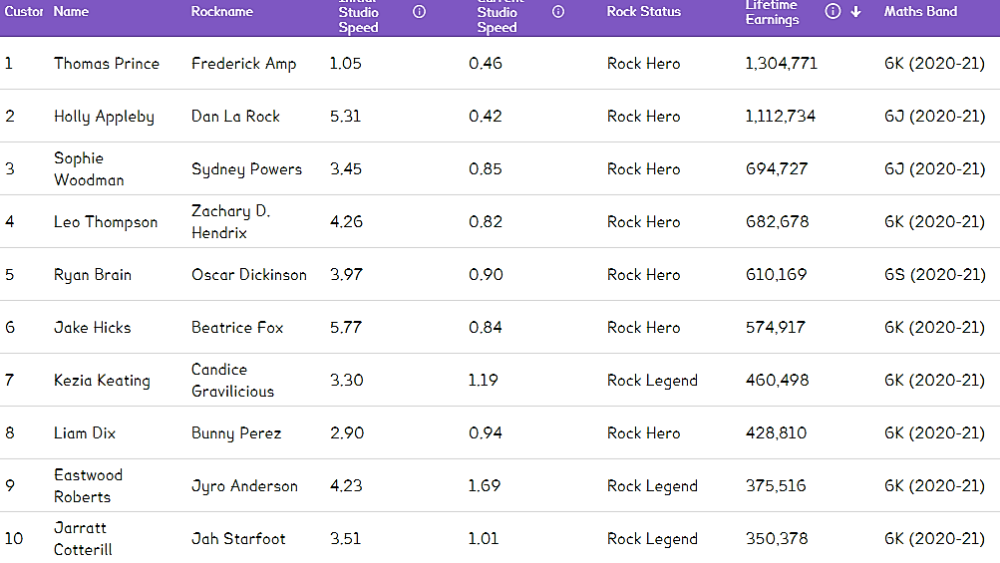 Custor Name Rockname Initial Studio Speed Current Studio Speed Rock Status Lifetime Earnings Maths Band
1 Thomas Prince Frederick Amp 1.05 0.46 Rock Hero 1,304,771 6K (2020-21)
2 Holly Appleby Dan La Rock 5.31 0.42 Rock Hero 1,112,734 6J (2020-21)
3 Sophie Woodman Sydney Powers 3.45 0.85 Rock Hero 694,727 6J (2020-21)
4 Leo Thompson Zachary D. Hendrix 4.26 0.82 Rock Hero 682,678 6K (2020-21)
5 Ryan Brain Oscar Dickinson 3.97 0.90 Rock Hero 610,169 6S (2020-21)
6 Jake Hicks Beatrice Fox 5.77 0.84 Rock Hero 574,917 6K (2020-21)
7 Kezia Keating Candice Gravilicious 3.30 1.19 Rock Legend 460,498 6K (2020-21)
8 Liam Dix Bunny Perez 2.90 0.94 Rock Hero 428,810 6K (2020-21)
9 Eastwood Roberts Jyro Anderson 4.23 1.69 Rock Legend 375,516 6K (2020-21)
10 Jarratt Cotterill Jah Starfoot 3.51 1.01 Rock Legend 350,378 6K (2020-21)